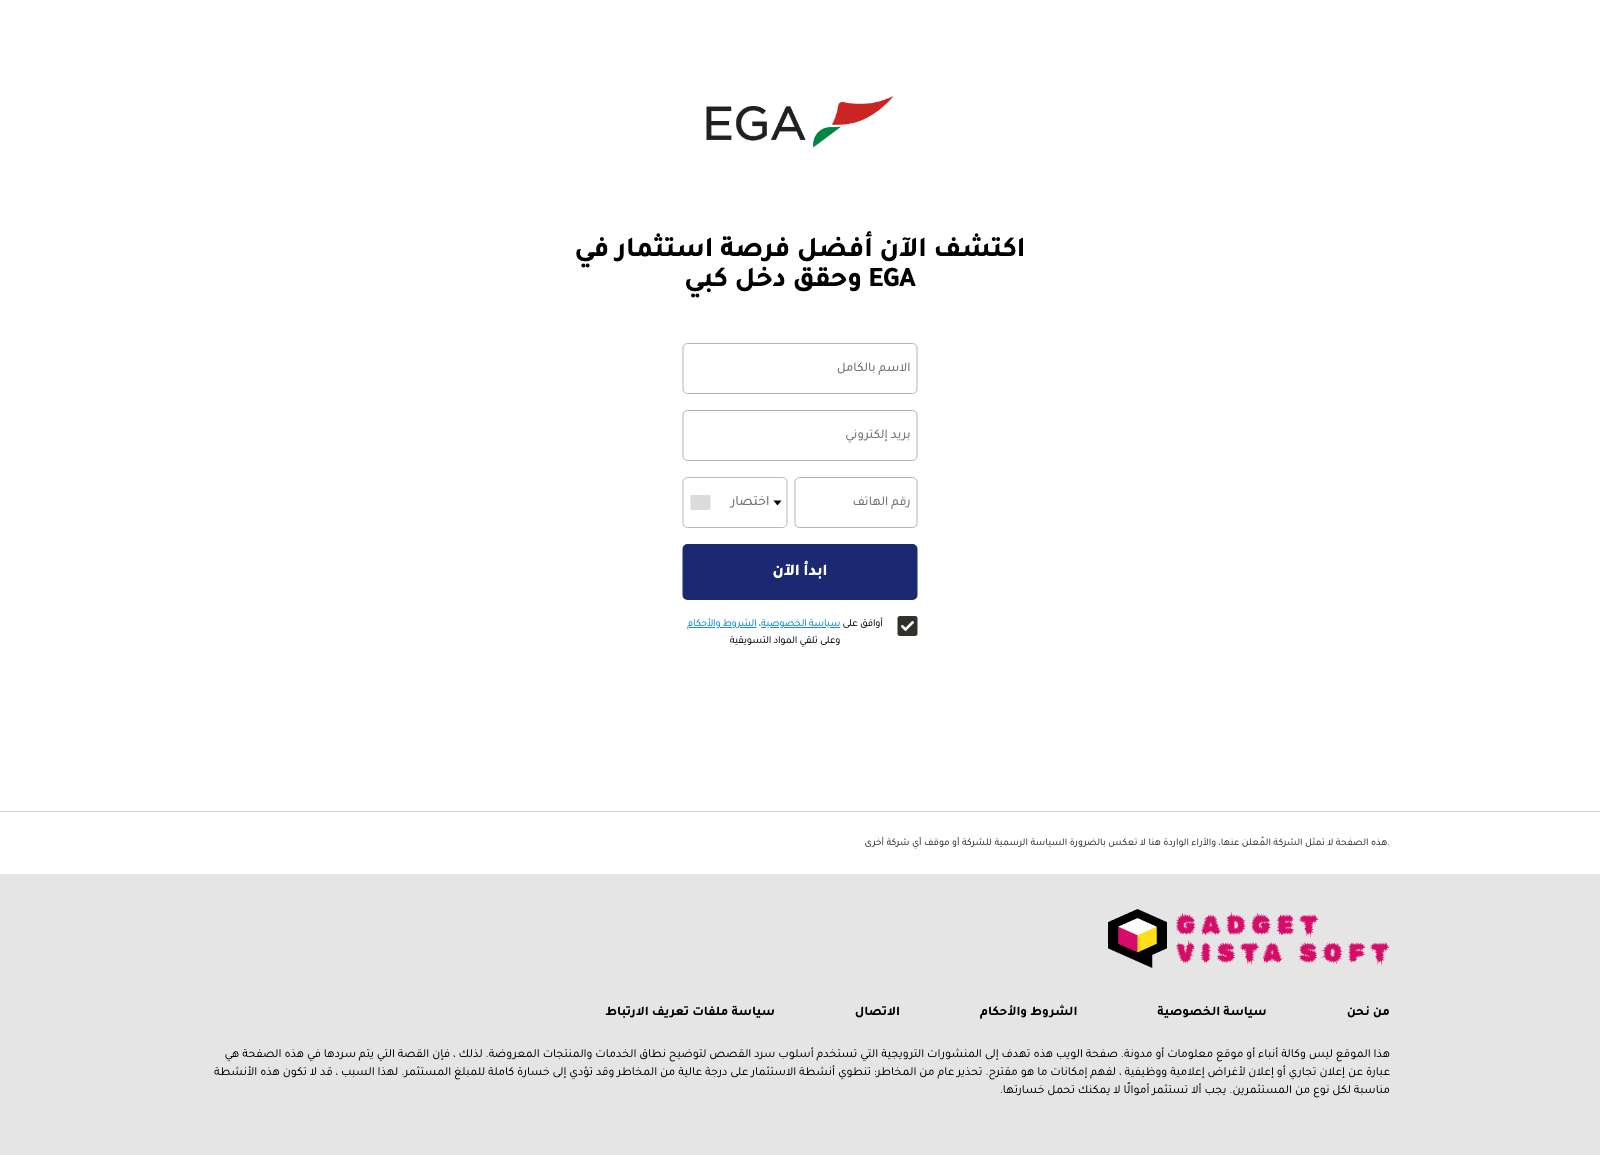 EGA
اكتشف الآن أفضل فرصة استثمار في
EGA وحقق دخل كبي
الاسم بالكامل
بريد إلكتروني
رقم الهاتف
اختصار
ابدأ الآن
أوافق على سياسة الخصوصية، الشروط والأحكام
وعلى تلقي المواد التسويقية
هذه الصفحة لا تمثل الشركة المُعلن عنها، والآراء الواردة هنا لا تعكس بالضرورة السياسة الرسمية للشركة أو موقف أي شركة أخرى.
GADGET
VISTA SOFT
من نحن
سياسة الخصوصية
الشروط والأحكام
الاتصال
سياسة ملفات تعريف الارتباط
هذا الموقع ليس وكالة أنباء أو موقع معلومات أو مدونة. صفحة الويب هذه تهدف إلى المنشورات الترويجية التي تستخدم أسلوب سرد القصص لتوضيح نطاق الخدمات والمنتجات المعروضة. لذلك ، فإن القصة التي يتم سردها في هذه الصفحة هي
عبارة عن إعلان تجاري أو إعلان لأغراض إعلامية ووظيفية ، لفهم إمكانات ما هو مقترح. تحذير عام من المخاطر: تنطوي أنشطة الاستثمار على درجة عالية من المخاطر وقد تؤدي إلى خسارة كاملة للمبلغ المستثمر. لهذا السبب ، قد لا تكون هذه الأنشطة
مناسبة لكل نوع من المستثمرين. يجب ألا تستثمر أموالًا لا يمكنك تحمل خسارتها.